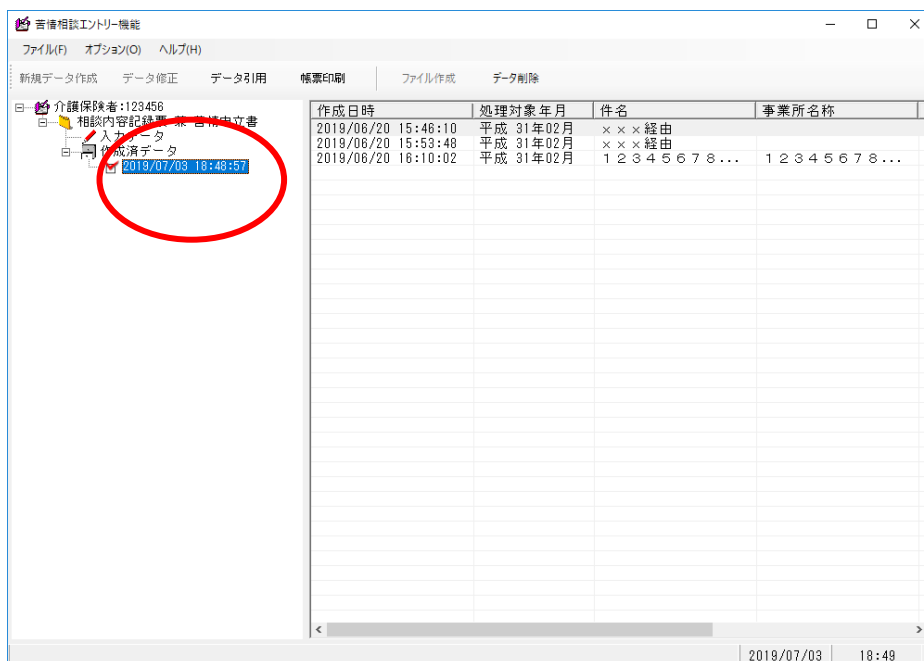 苦情相談エントリー機能
ファイル(F) オプション(O) ヘルプ(H)
新規データ作成 データ修正 データ引用 帳票印刷 ファイル作成 データ削除
介護保険者:123456
相談内容記録票 兼 苦情申立書
入力データ
作成済データ
2019/07/03 18:48:57
作成日時 処理対象年月 件名 事業所名称
2019/06/20 15:46:10 平成 31年02月 ×××経由
2019/06/20 15:53:48 平成 31年02月 ×××経由
2019/06/20 16:10:02 平成 31年02月 12345678... 12345678...
2019/07/03 18:49